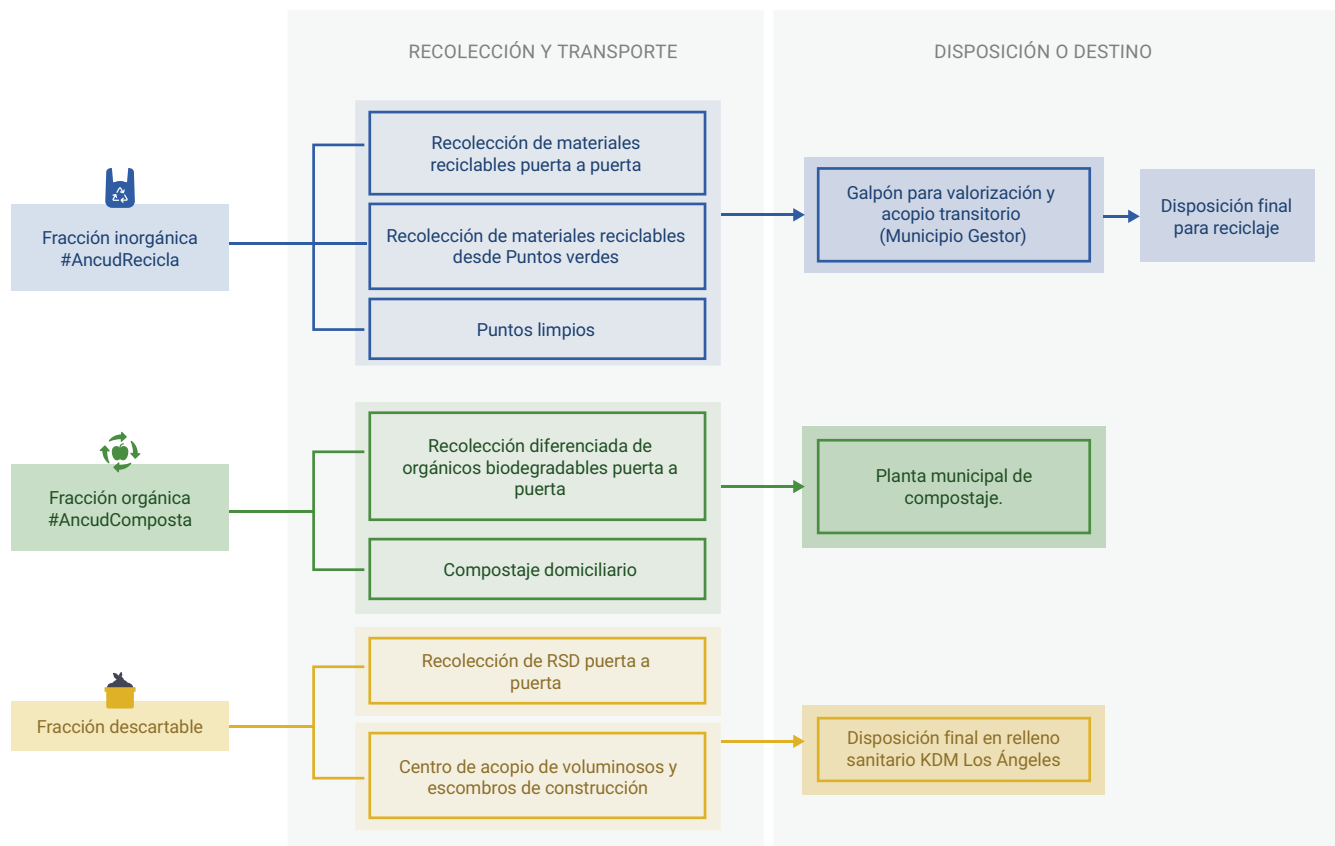 RECOLECCIÓN Y TRANSPORTE
DISPOSICIÓN O DESTINO
Fracción inorgánica
#AncudRecicla
Recolección de materiales
reciclables puerta a puerta
Recolección de materiales reciclables
desde Puntos verdes
Puntos limpios
Galpón para valorización y
acopio transitorio
(Municipio Gestor)
Disposición final
para reciclaje
Fracción orgánica
#AncudComposta
Recolección diferenciada de
orgánicos biodegradables puerta a
puerta
Compostaje domiciliario
Planta municipal de
compostaje.
Fracción descartable
Recolección de RSD puerta a
puerta
Centro de acopio de voluminosos y
escombros de construcción
Disposición final en relleno
sanitario KDM Los Ángeles